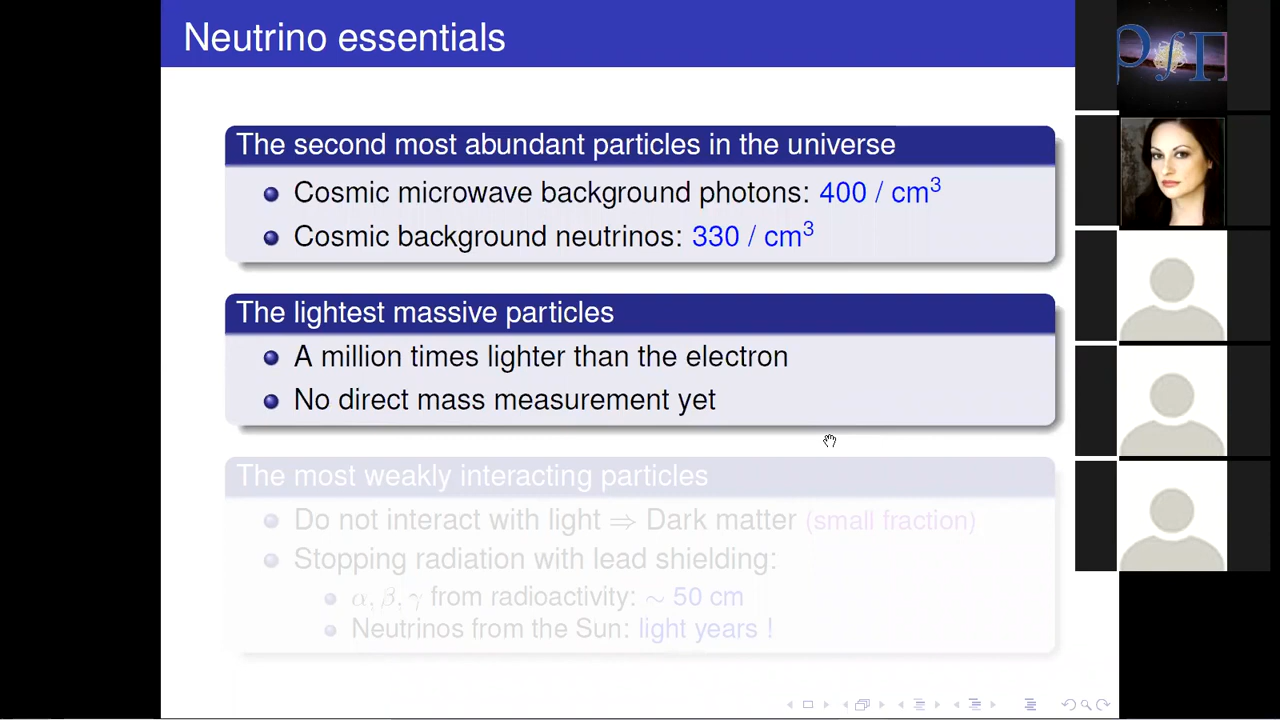 Neutrino essentials
The second most abundant particles in the universe
Cosmic microwave background photons: 400 / cm³
Cosmic background neutrinos: 330 / cm³
The lightest massive particles
A million times lighter than the electron
No direct mass measurement yet
The most weakly interacting particles
Do not interact with light ⇒ Dark matter (small fraction)
Stopping radiation with lead shielding:
α, β, γ from radioactivity: ∼ 50 cm
Neutrinos from the Sun: light years !
ρ∫Π